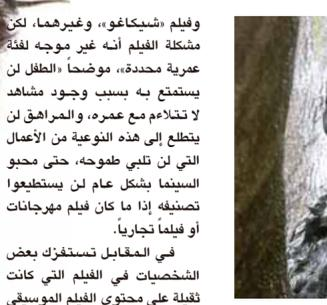 وفيلم «شيكاغو»، وغيرهما، لكن
مشكلة الفيلم أنه غير موجه لفئة
عمرية محددة»، موضحاً «الطفل لن
يستمتع به بسبب وجود مشاهد
لا تتلاءم مع عمره، والمراهق لن
يتطلع إلى هذه النوعية من الأعمال
التي لن تلبي طموحه، حتى محبو
السينما بشكل عام لن يستطيعوا
تصنيفه إذا ما كان فيلم مهرجانات
أو فيلماً تجارياً.
في المقابل تستفزك بعض
الشخصيات في الفيلم التي كانت
ثقيلة على محتوى الفيلم الموسيقي